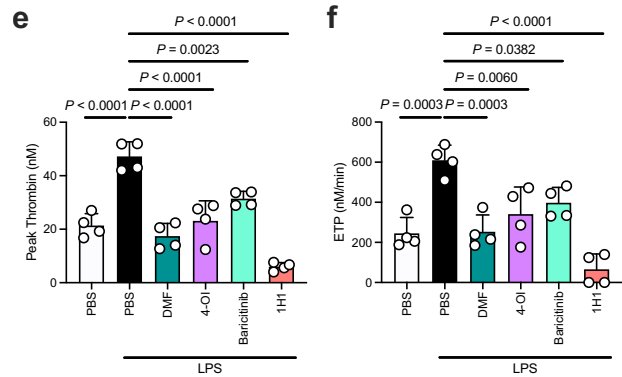 e
P < 0.0001
P = 0.0023
P < 0.0001
P < 0.0001 P < 0.0001
Peak Thrombin (nM)
60
40
20
0
PBS
PBS
DMF
4-OI
Baricitinib
1H1
LPS
f
P < 0.0001
P = 0.0382
P = 0.0060
P = 0.0003 P = 0.0003
ETP (nM/min)
800
600
400
200
0
PBS
PBS
DMF
4-OI
Baricitinib
1H1
LPS